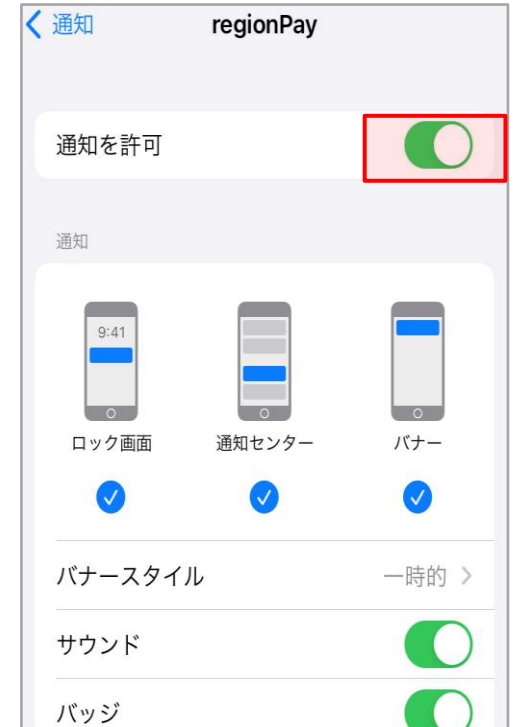 通知
regionPay
通知を許可
通知
9:41
ロック画面
通知センター
バナー
バナースタイル
一時的
サウンド
バッジ